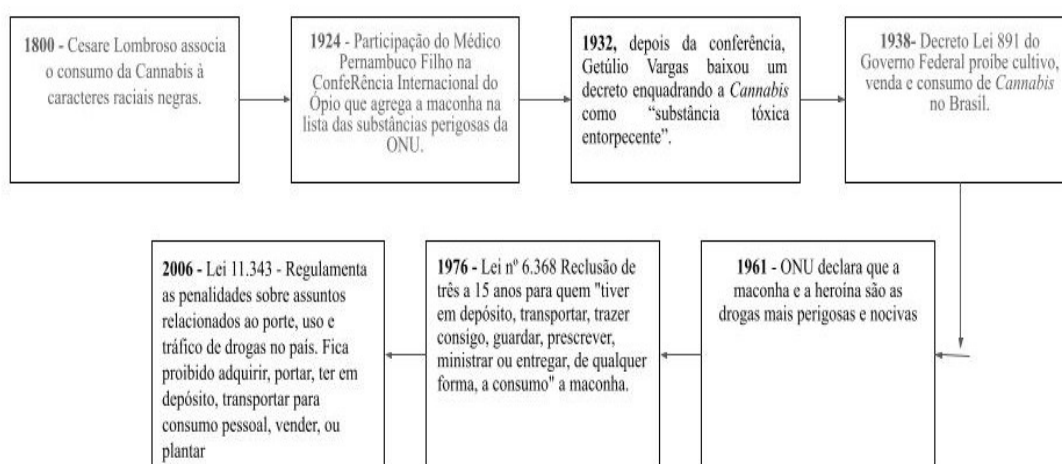 1800 - Cesare Lombroso associa
o consumo da Cannabis à
caracteres raciais negras.
1924 - Participação do Médico
Pernambuco Filho na
ConfeRência Internacional do
Ópio que agrega a maconha na
lista das substâncias perigosas da
ONU.
1932, depois da conferência,
Getúlio Vargas baixou um
decreto enquadrando a Cannabis
como “substância tóxica
entorpecente”.
1938- Decreto Lei 891 do
Governo Federal proibe cultivo,
venda e consumo de Cannabis
no Brasil.
1961 - ONU declara que a
maconha e a heroína são as
drogas mais perigosas e nocivas
1976 - Lei nº 6.368 Reclusão de
três a 15 anos para quem "tiver
em depósito, transportar, trazer
consigo, guardar, prescrever,
ministrar ou entregar, de qualquer
forma, a consumo" a maconha.
2006 - Lei 11.343 - Regulamenta
as penalidades sobre assuntos
relacionados ao porte, uso e
tráfico de drogas no país. Fica
proibido adquirir, portar, ter em
depósito, transportar para
consumo pessoal, vender, ou
plantar